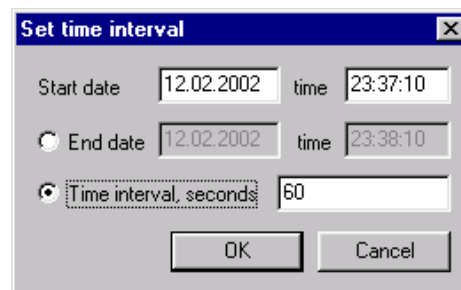 Set time interval
Start date 12.02.2002 time 23:37:10
End date 12.02.2002 time 23:38:10
Time interval, seconds 60
OK Cancel